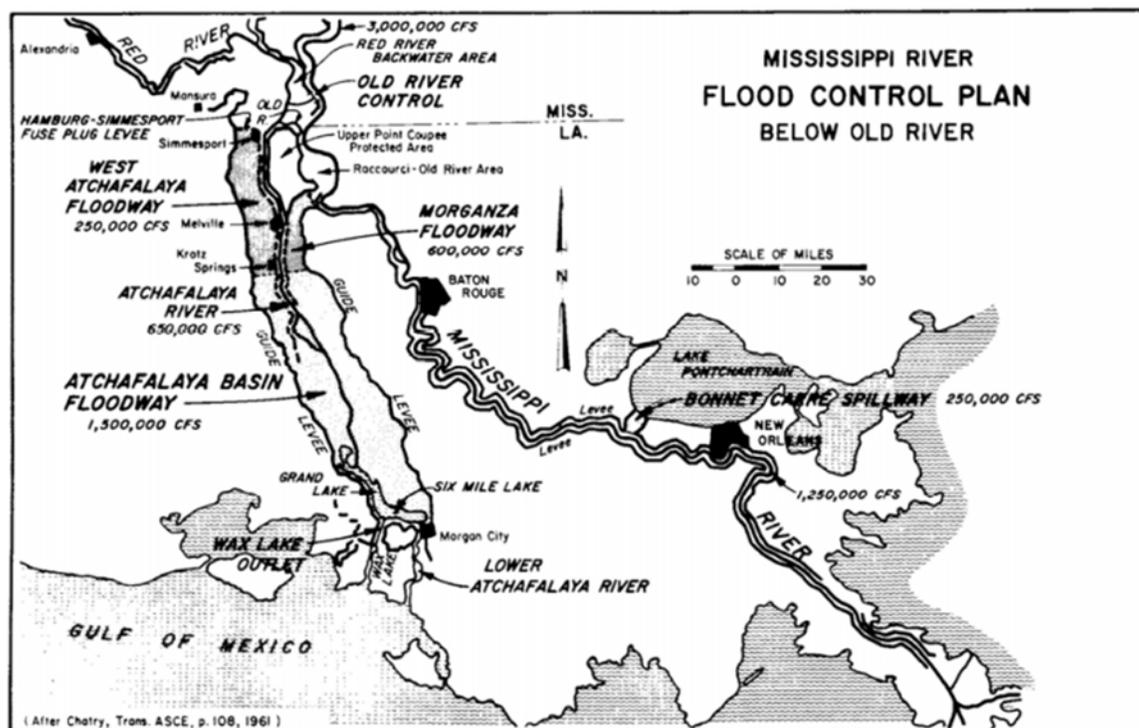 MISSISSIPPI RIVER
FLOOD CONTROL PLAN
BELOW OLD RIVER
3,000,000 CFS
RED RIVER
BACKWATER AREA
OLD RIVER
CONTROL
Alexandria
RED RIVER
Mansura
OLD
R.
HAMBURG-SIMMESPORT
FUSE PLUG LEVEE
Simmesport
MISS.
LA.
Upper Point Coupee
Protected Area
Raccourci-Old River Area
WEST
ATCHAFALAYA
FLOODWAY
250,000 CFS
Melville
MORGANZA
FLOODWAY
600,000 CFS
Krotz
Springs
N
SCALE OF MILES
10 0 10 20 30
BATON
ROUGE
ATCHAFALAYA
RIVER
650,000 CFS
GUIDE
LEVEE
GUIDE
LEVEE
MISSISSIPPI
RIVER
LAKE
PONTCHARTRAIN
ATCHAFALAYA BASIN
FLOODWAY
1,500,000 CFS
BONNET CARRE SPILLWAY 250,000 CFS
Levee
Levee
NEW
ORLEANS
1,250,000 CFS
GRAND
LAKE
SIX MILE LAKE
WAX LAKE
OUTLET
WAX
LAKE
Morgan City
LOWER
ATCHAFALAYA RIVER
GULF OF MEXICO
(After Chatry, Trans. ASCE, p. 108, 1961)